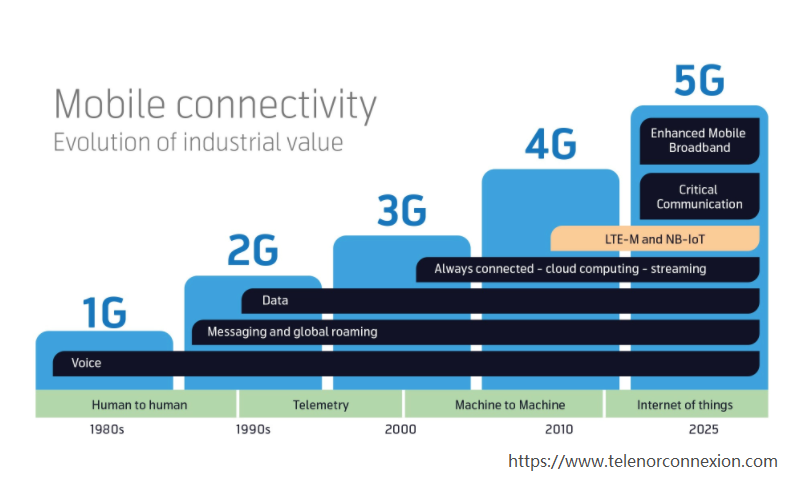 Mobile connectivity
Evolution of industrial value
5G
4G
3G
2G
1G
Enhanced Mobile
Broadband
Critical
Communication
LTE-M and NB-IoT
Always connected - cloud computing - streaming
Data
Messaging and global roaming
Voice
Human to human
Telemetry
Machine to Machine
Internet of things
1980s
1990s
2000
2010
2025
https://www.telenorconnexion.com